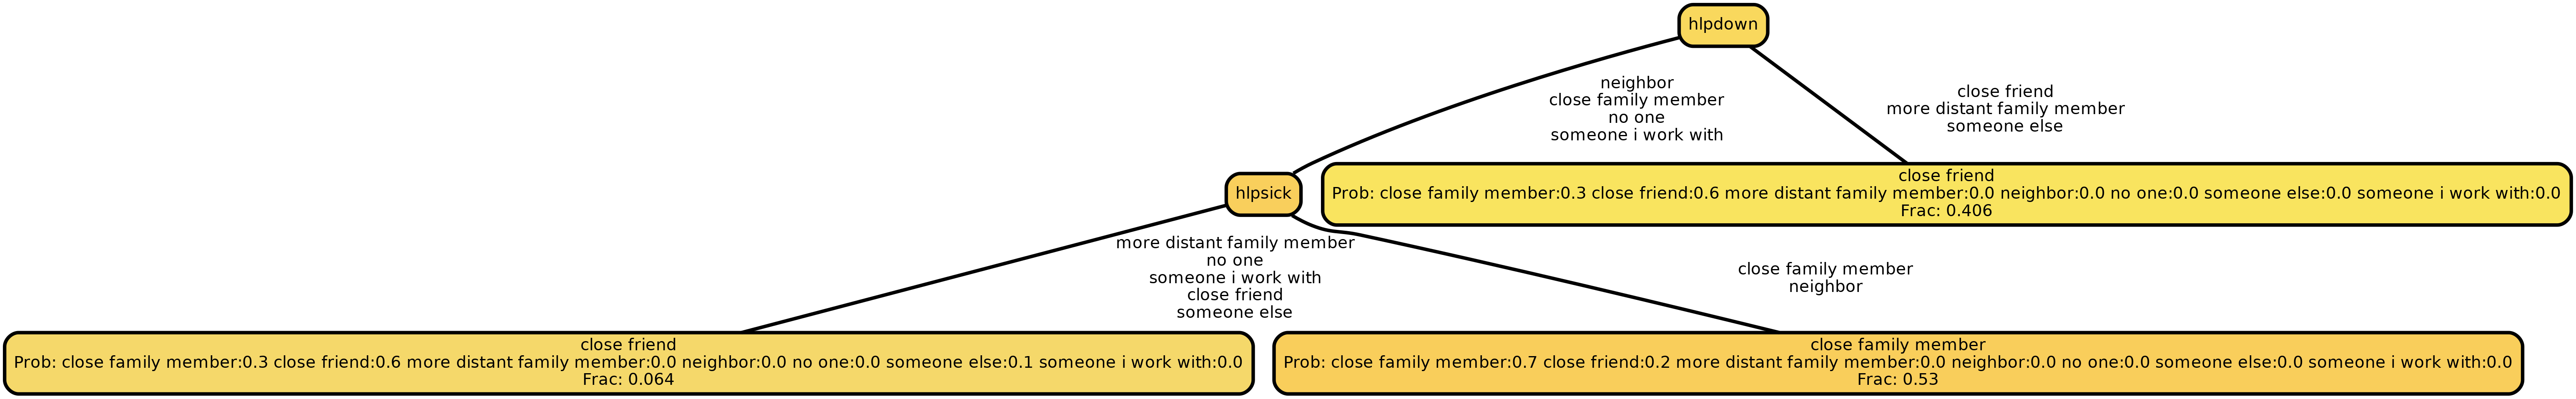 hlpdown
neighbor
close family member
no one
someone i work with
close friend
more distant family member
someone else
hlpsick
close friend
Prob: close family member:0.3 close friend:0.6 more distant family member:0.0 neighbor:0.0 no one:0.0 someone else:0.0 someone i work with:0.0
Frac: 0.406
more distant family member
no one
someone i work with
close friend
someone else
close family member
neighbor
close friend
Prob: close family member:0.3 close friend:0.6 more distant family member:0.0 neighbor:0.0 no one:0.0 someone else:0.1 someone i work with:0.0
Frac: 0.064
close family member
Prob: close family member:0.7 close friend:0.2 more distant family member:0.0 neighbor:0.0 no one:0.0 someone else:0.0 someone i work with:0.0
Frac: 0.53